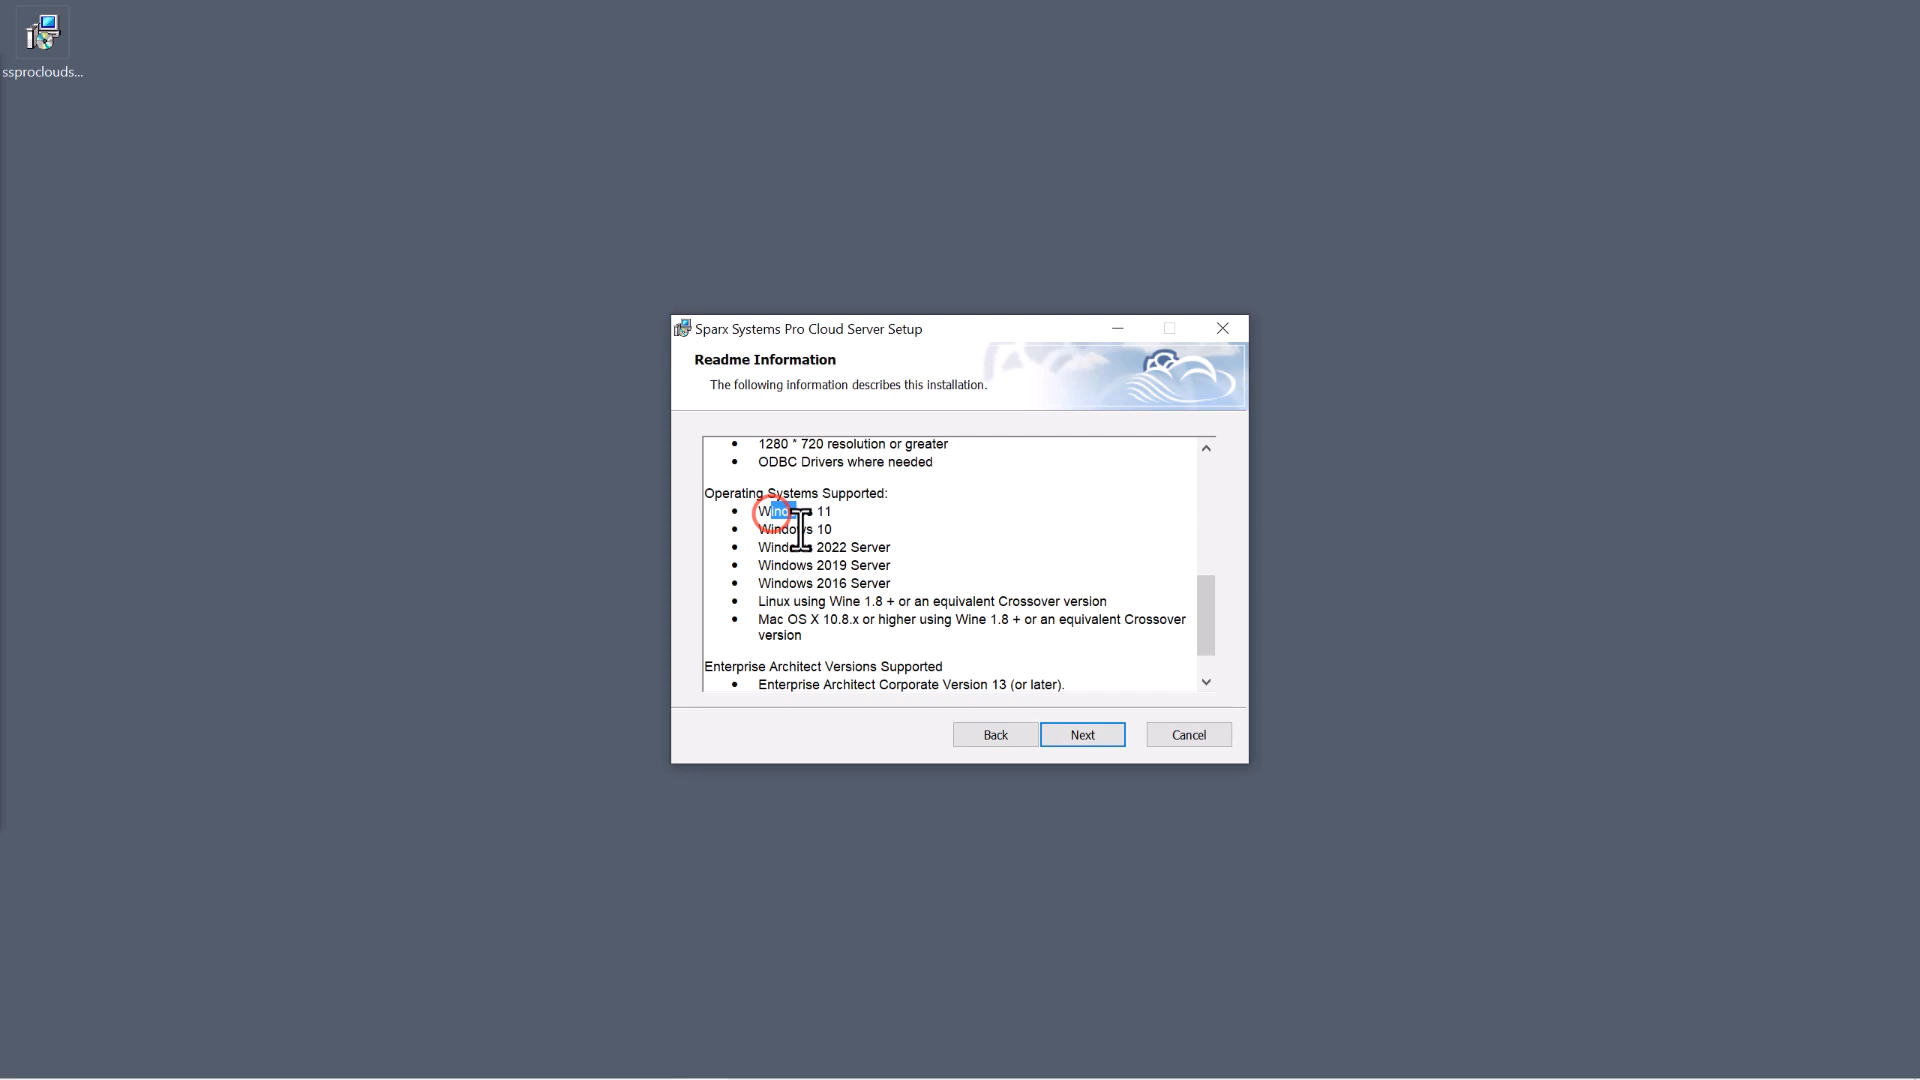 ssproclouds...
Sparx Systems Pro Cloud Server Setup
Readme Information
The following information describes this installation.
• 1280 * 720 resolution or greater
• ODBC Drivers where needed
Operating Systems Supported:
• Windows 11
• Windows 10
• Windows 2022 Server
• Windows 2019 Server
• Windows 2016 Server
• Linux using Wine 1.8 + or an equivalent Crossover version
• Mac OS X 10.8.x or higher using Wine 1.8 + or an equivalent Crossover
version
Enterprise Architect Versions Supported
• Enterprise Architect Corporate Version 13 (or later).
Back Next Cancel